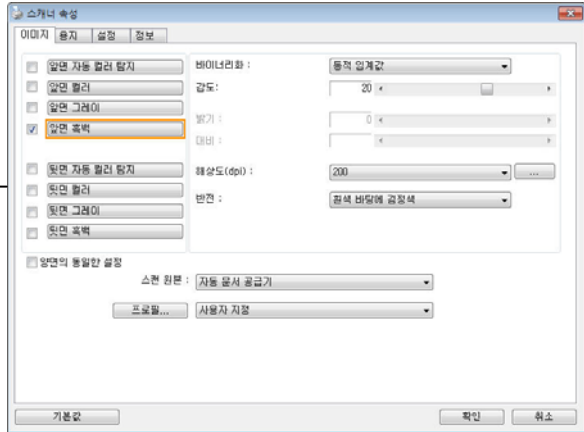 스캐너 속성
이미지 용지 설정 정보
앞면 자동 컬러 탐지
앞면 컬러
앞면 그레이
앞면 흑백
뒷면 자동 컬러 탐지
뒷면 컬러
뒷면 그레이
뒷면 흑백
바이너리화 : 동적 임계값
감도: 20
밝기 : 0
대비 :
해상도(dpi) : 200 ...
반전 : 흰색 바탕에 검정색
양면의 동일한 설정
스캔 원본 : 자동 문서 공급기
프로필... 사용자 지정
기본값 확인 취소